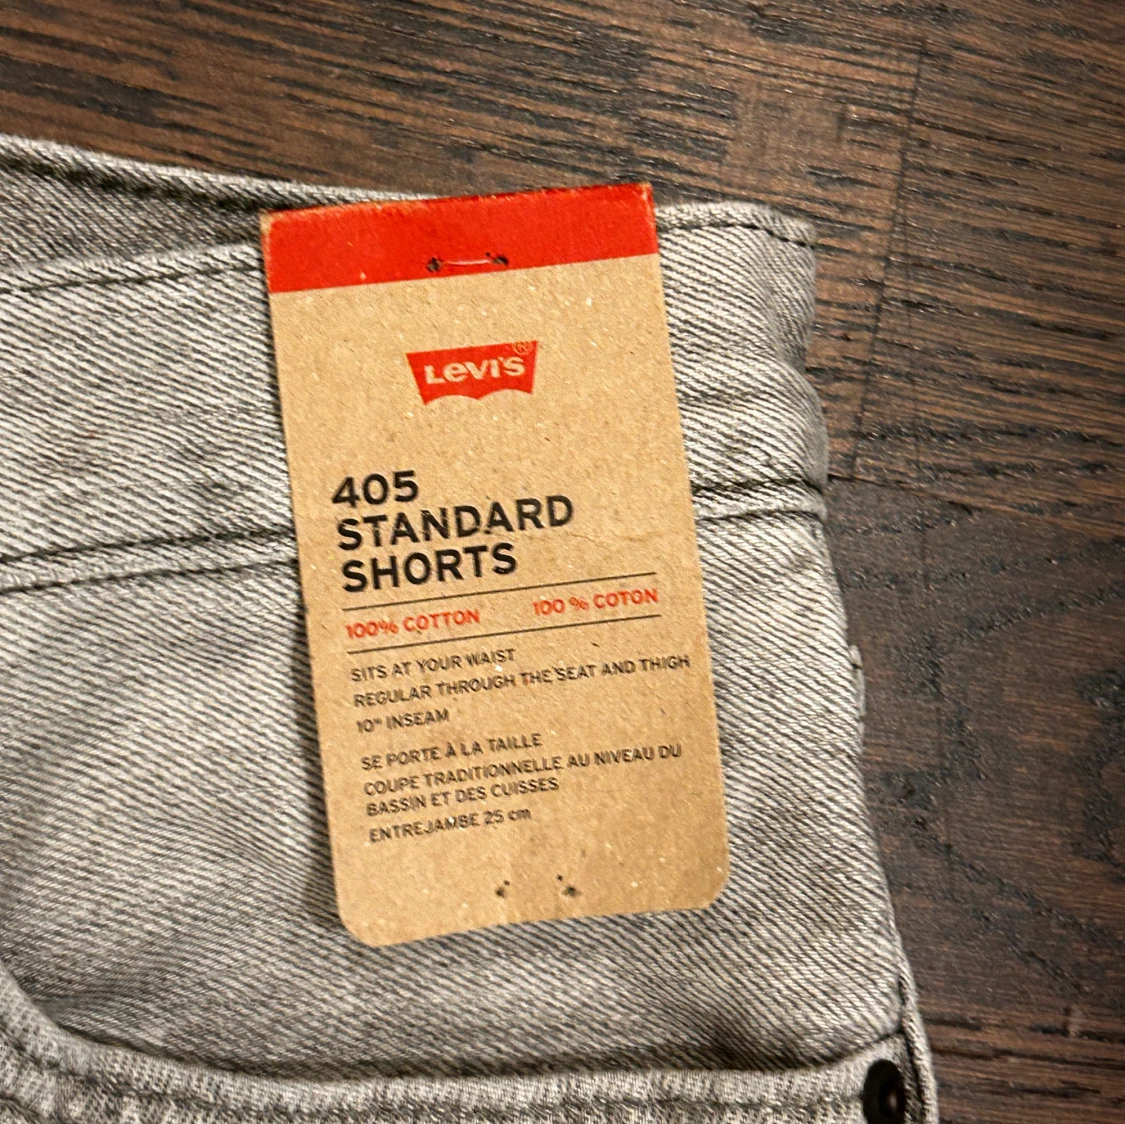 Levi's®
405
STANDARD
SHORTS
100% COTTON 100 % COTON
SITS AT YOUR WAIST
REGULAR THROUGH THE SEAT AND THIGH
10" INSEAM
SE PORTE À LA TAILLE
COUPE TRADITIONNELLE AU NIVEAU DU
BASSIN ET DES CUISSES
ENTREJAMBE 25 cm